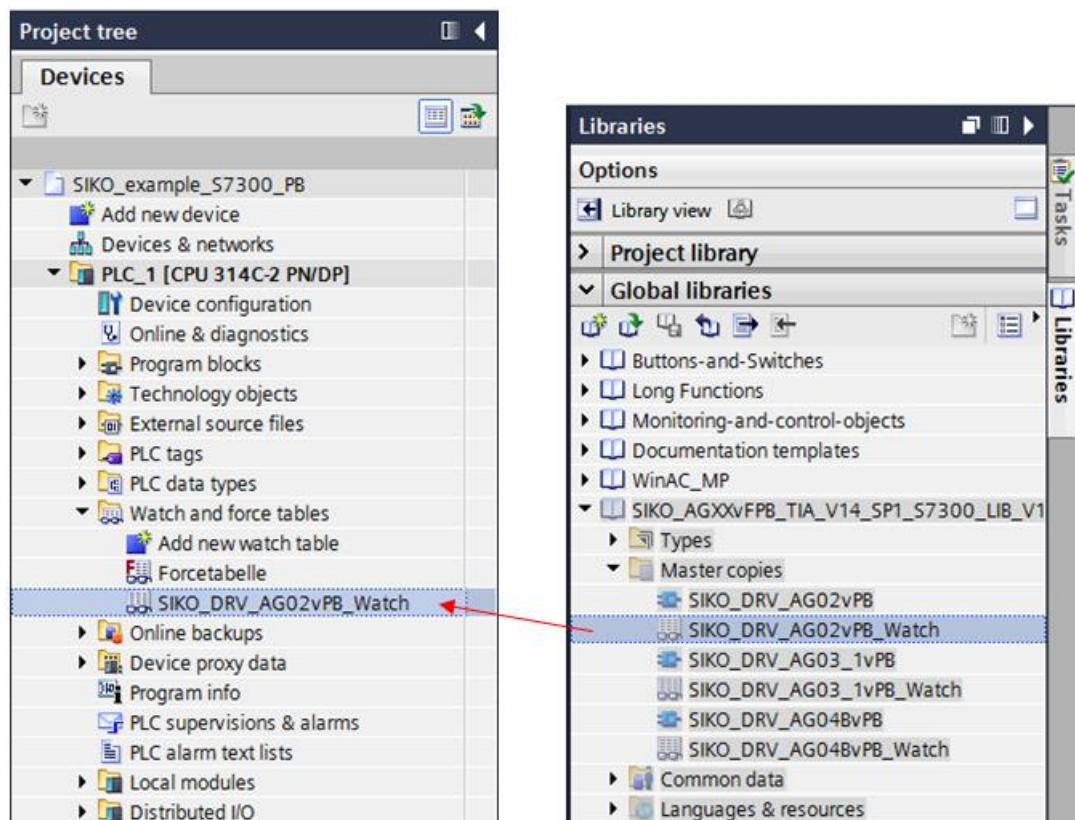 Project tree
Devices
SIKO_example_S7300_PB
Add new device
Devices & networks
PLC_1 [CPU 314C-2 PN/DP]
Device configuration
Online & diagnostics
Program blocks
Technology objects
External source files
PLC tags
PLC data types
Watch and force tables
Add new watch table
Forcetabelle
SIKO_DRV_AG02vPB_Watch
Online backups
Device proxy data
Program info
PLC supervisions & alarms
PLC alarm text lists
Local modules
Distributed I/O
Libraries
Options
Library view
Project library
Global libraries
Buttons-and-Switches
Long Functions
Monitoring-and-control-objects
Documentation templates
WinAC_MP
SIKO_AGXXvFPB_TIA_V14_SP1_S7300_LIB_V1
Types
Master copies
SIKO_DRV_AG02vPB
SIKO_DRV_AG02vPB_Watch
SIKO_DRV_AG03_1vPB
SIKO_DRV_AG03_1vPB_Watch
SIKO_DRV_AG04BvPB
SIKO_DRV_AG04BvPB_Watch
Common data
Languages & resources
Tasks
Libraries